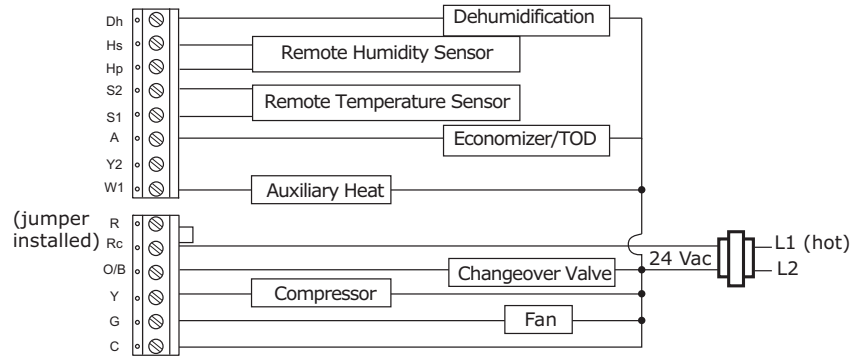 Dh
Dehumidification
Hs
Remote Humidity Sensor
Hp
S2
Remote Temperature Sensor
S1
A
Economizer/TOD
Y2
W1
Auxiliary Heat
(jumper
installed)
R
Rc
L1 (hot)
24 Vac
O/B
Changeover Valve
L2
Y
Compressor
G
Fan
C